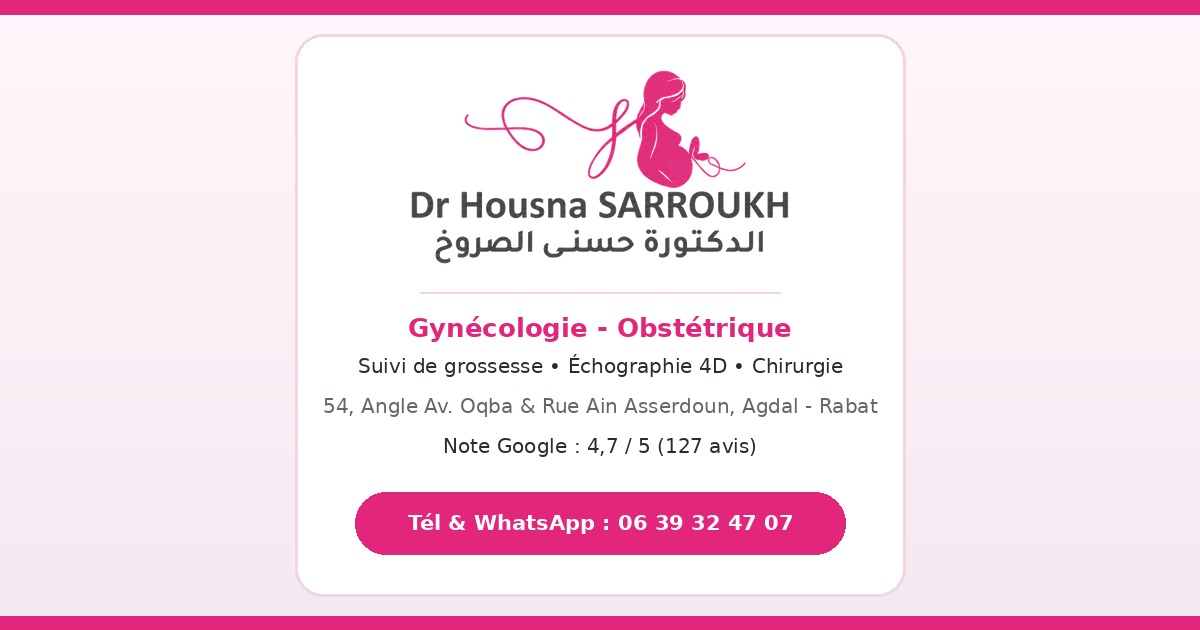 Dr Housna SARROUKH
الدكتورة حسنى الصروخ
Gynécologie - Obstétrique
Suivi de grossesse • Échographie 4D • Chirurgie
54, Angle Av. Oqba & Rue Ain Asserdoun, Agdal - Rabat
Note Google : 4,7 / 5 (127 avis)
Tél & WhatsApp : 06 39 32 47 07